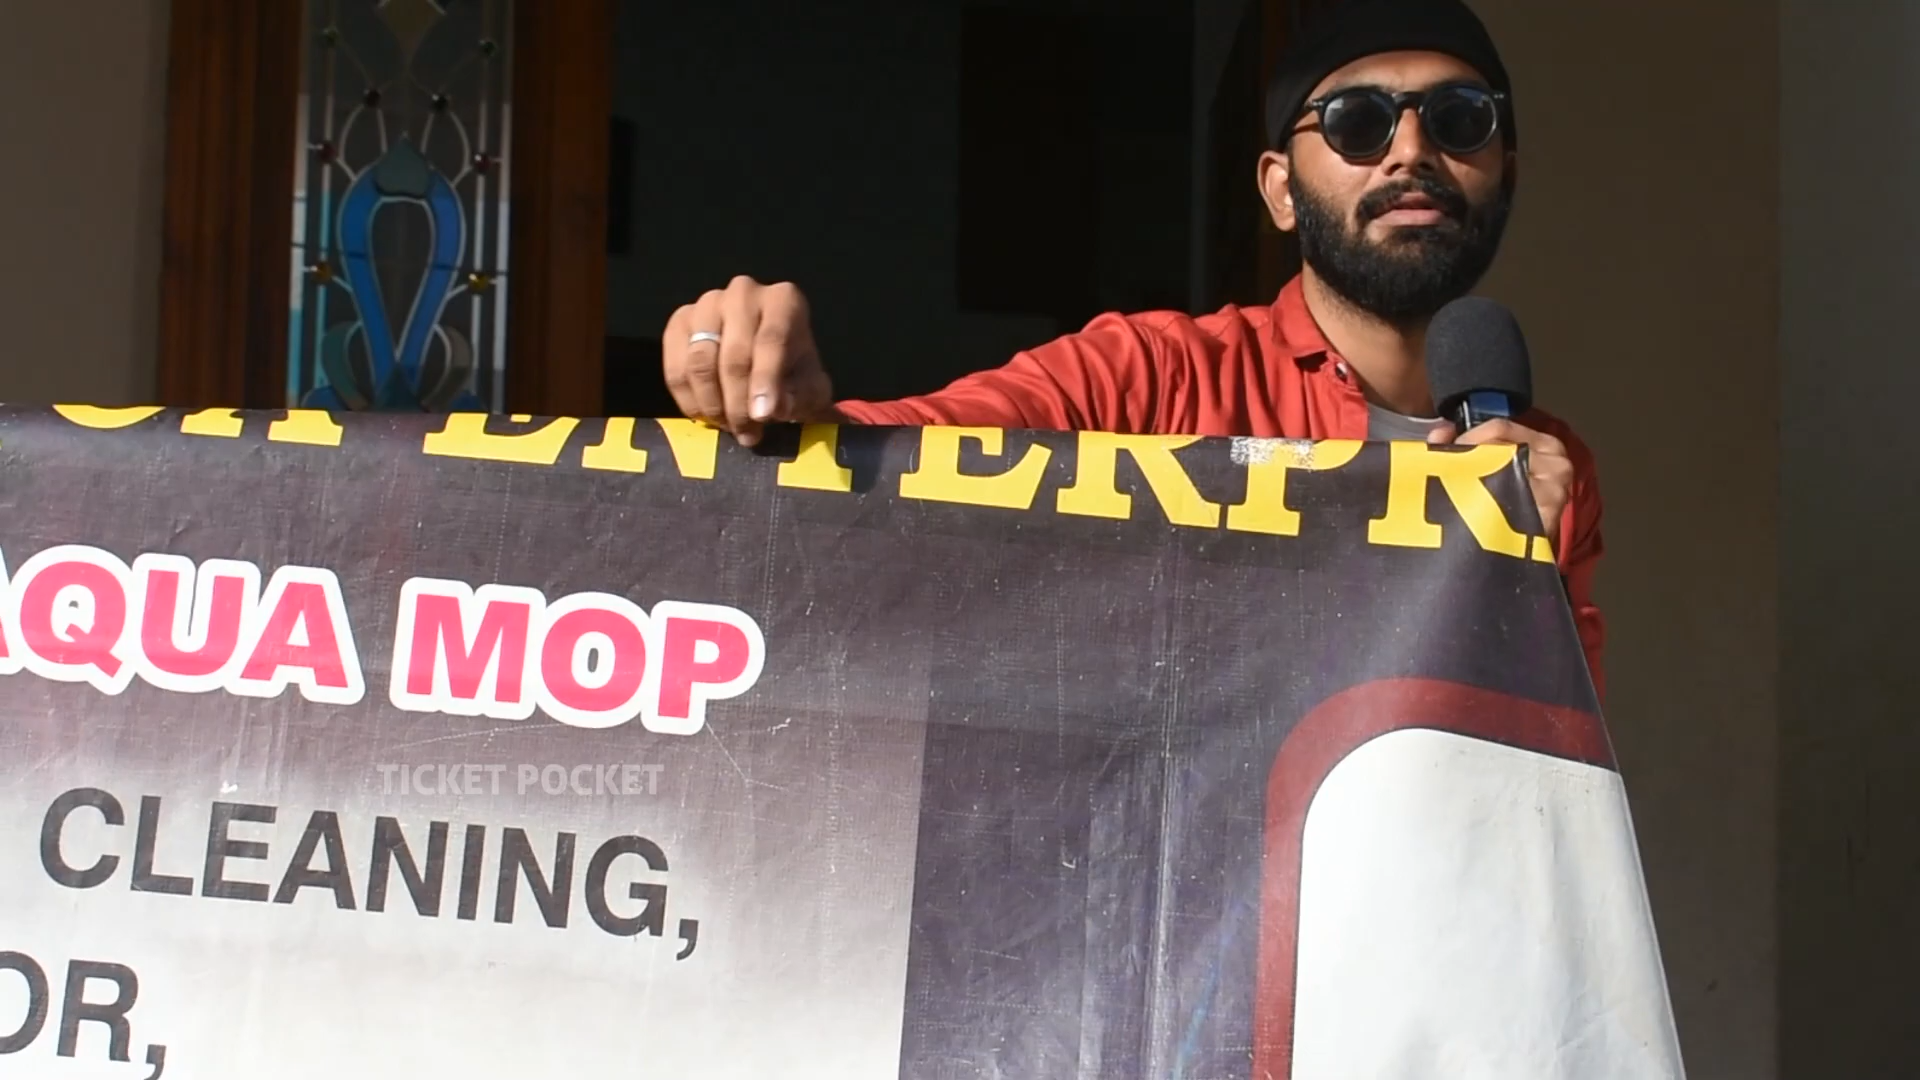 ENTERPR
AQUA MOP
TICKET POCKET
CLEANING,
OR,